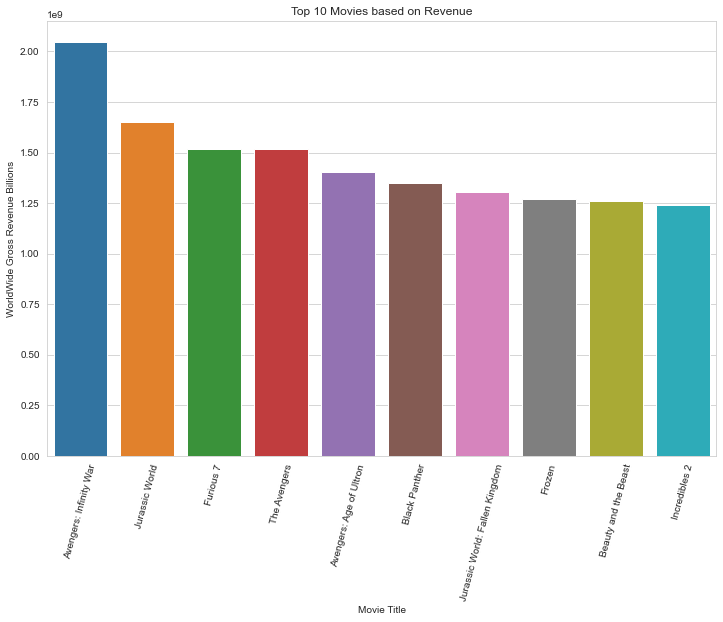 Top 10 Movies based on Revenue
1e9
2.00
1.75
1.50
1.25
1.00
0.75
0.50
0.25
0.00
WorldWide Gross Revenue Billions
Avengers: Infinity War
Jurassic World
Furious 7
The Avengers
Avengers: Age of Ultron
Black Panther
Jurassic World: Fallen Kingdom
Frozen
Beauty and the Beast
Incredibles 2
Movie Title